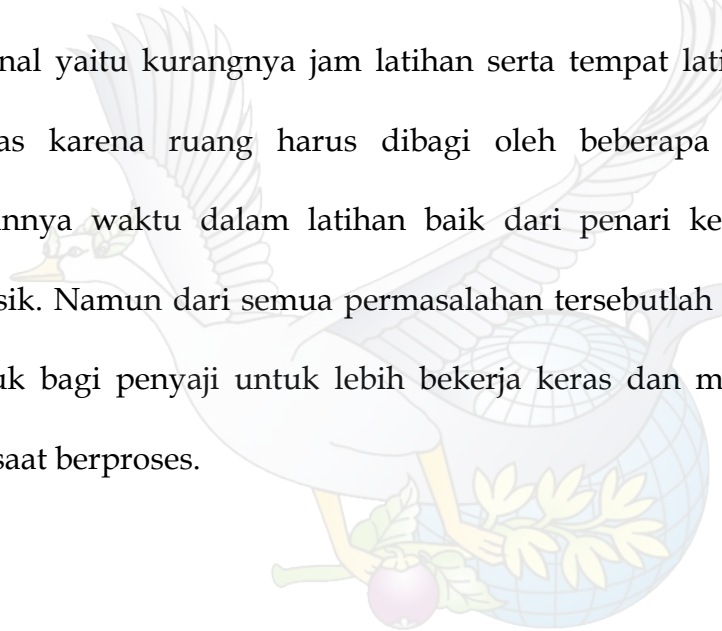 nal yaitu kurangnya jam latihan serta tempat lati
as karena ruang harus dibagi oleh beberapa
nnya waktu dalam latihan baik dari penari ke
sik. Namun dari semua permasalahan tersebutlah
uk bagi penyaji untuk lebih bekerja keras dan m
saat berproses.